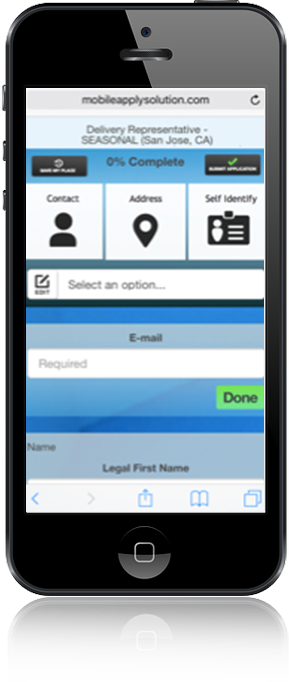 mobileapplysolution.com
Delivery Representative -
SEASONAL (San Jose, CA)
SAVE MY PLACE
0% Complete
SUBMIT APPLICATION
Contact
Address
Self Identify
EDIT
Select an option...
E-mail
Required
Done
Name
Legal First Name